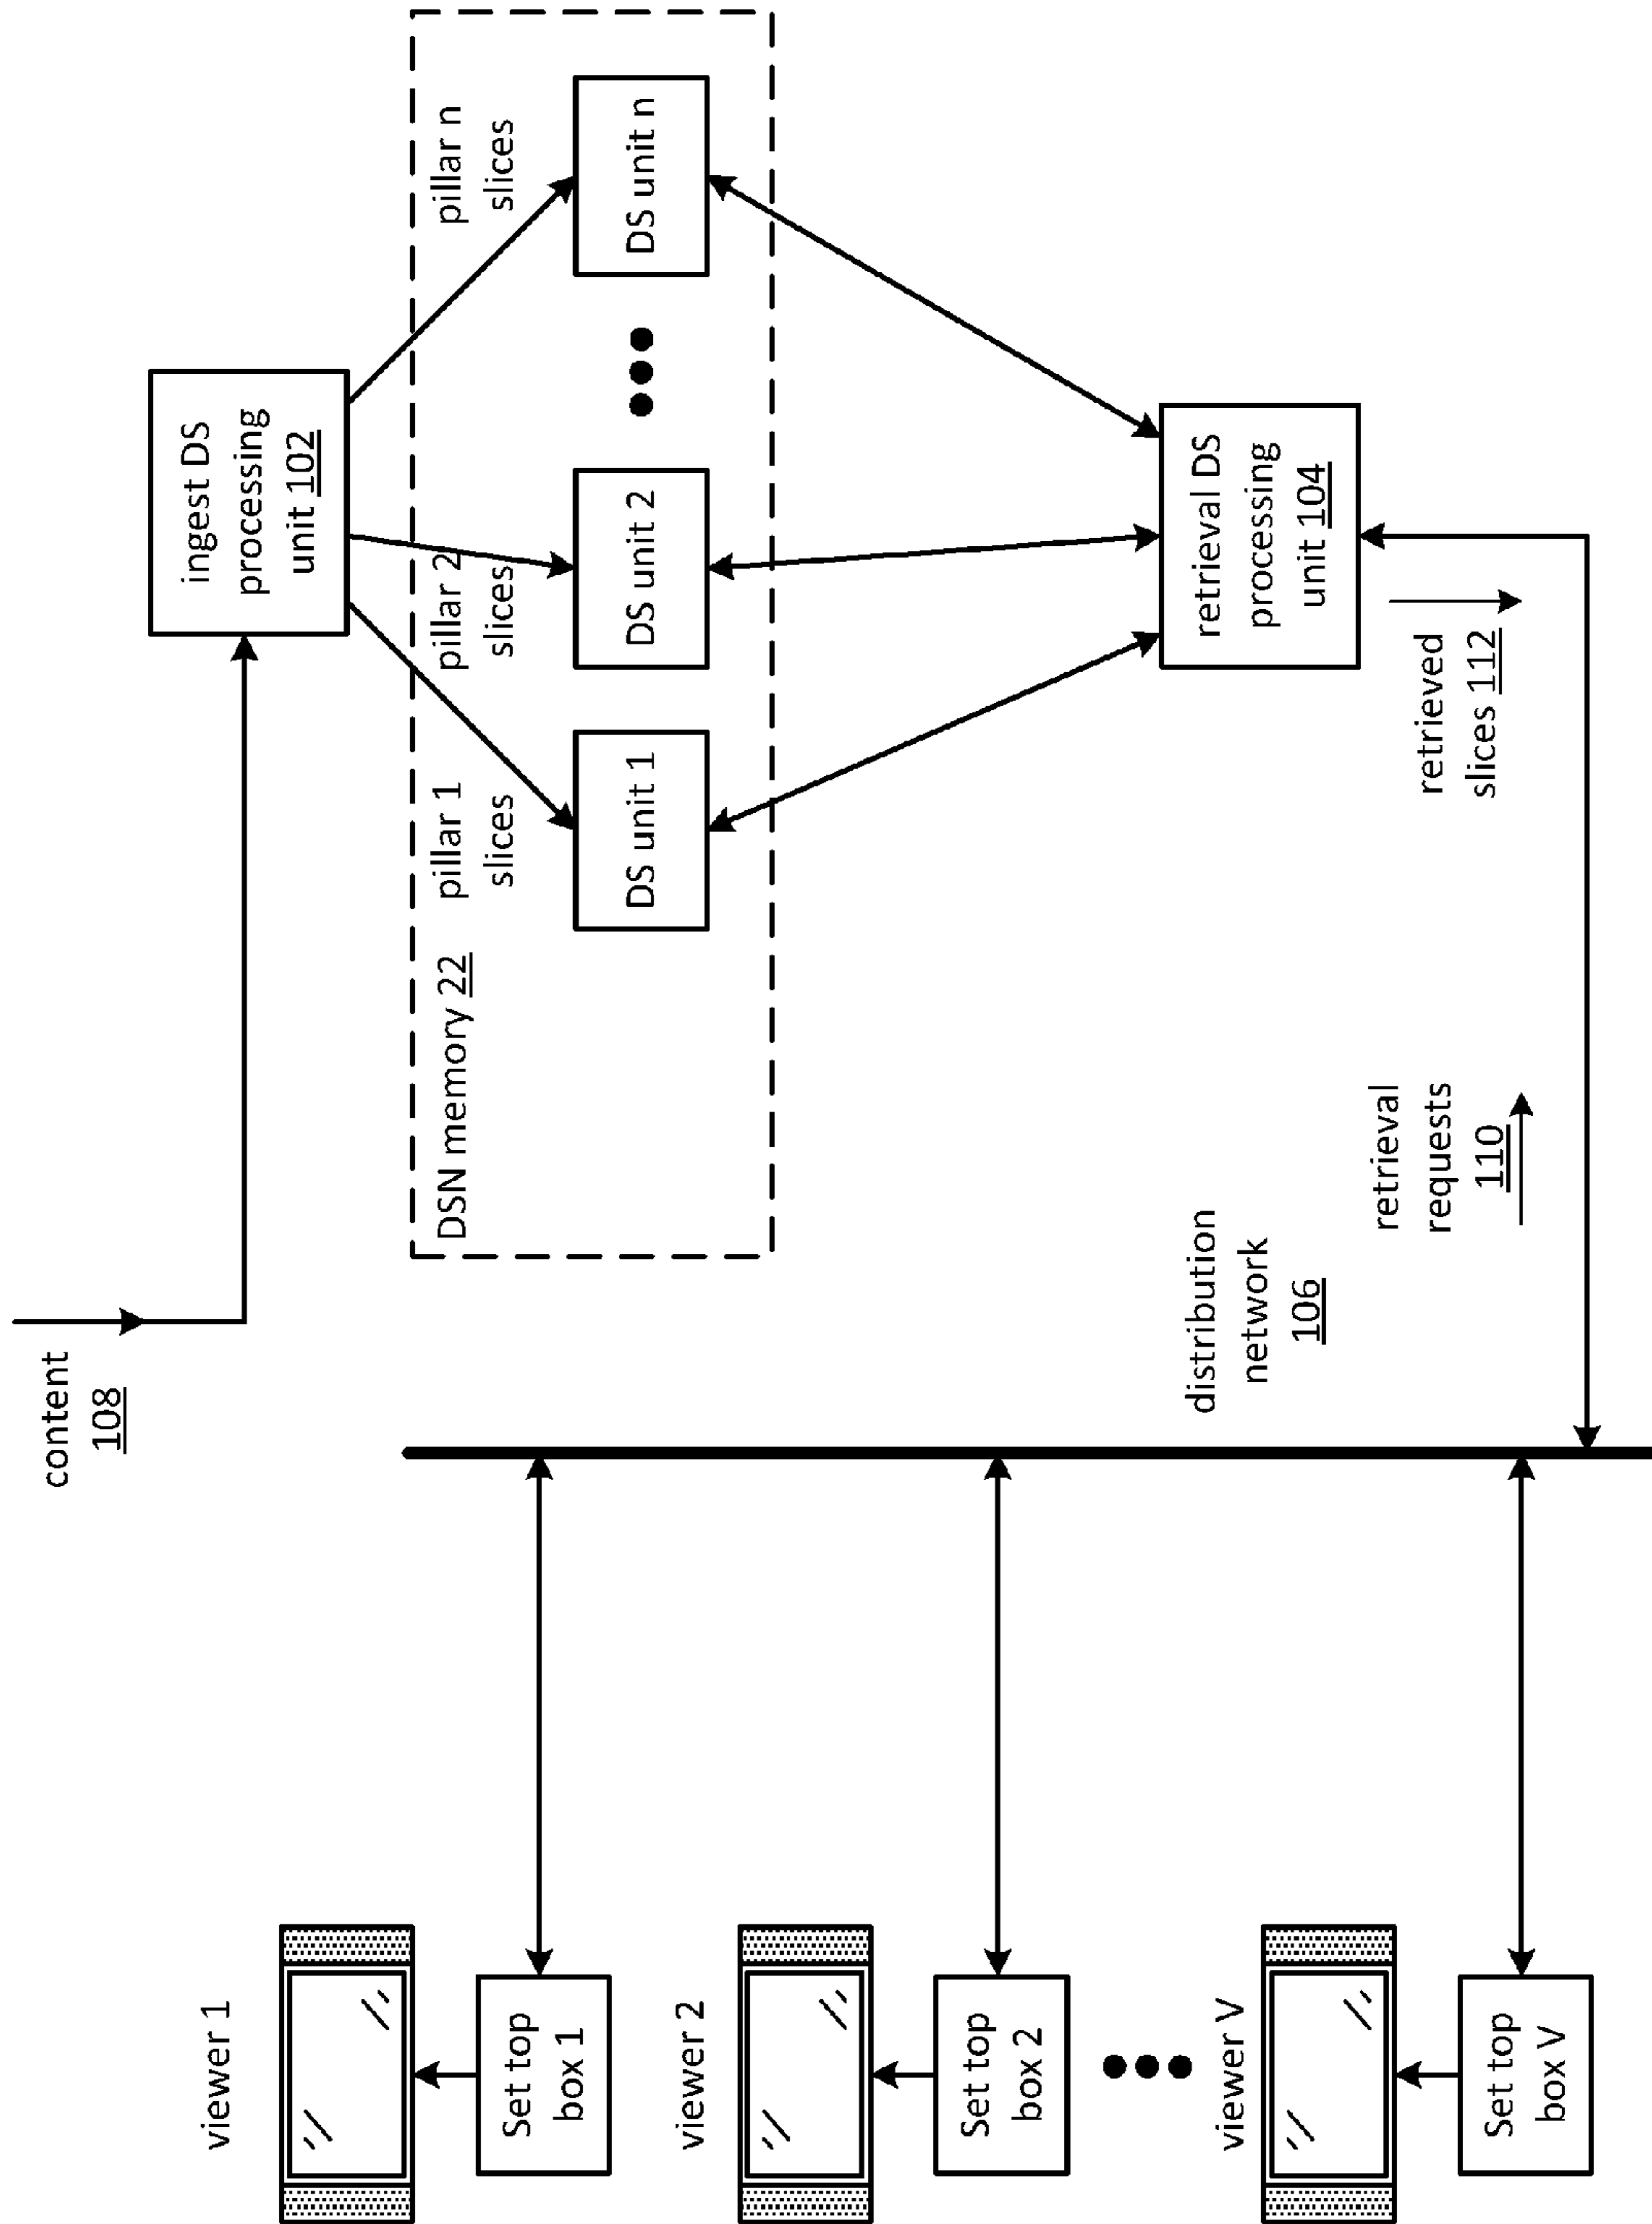 content
108
ingest DS
processing
unit 102
DSN memory 22
pillar 1
slices
pillar 2
slices
pillar n
slices
DS unit 1
DS unit 2
DS unit n
retrieval DS
processing
unit 104
retrieved
slices 112
retrieval
requests
110
distribution
network
106
viewer 1
Set top
box 1
viewer 2
Set top
box 2
viewer V
Set top
box V